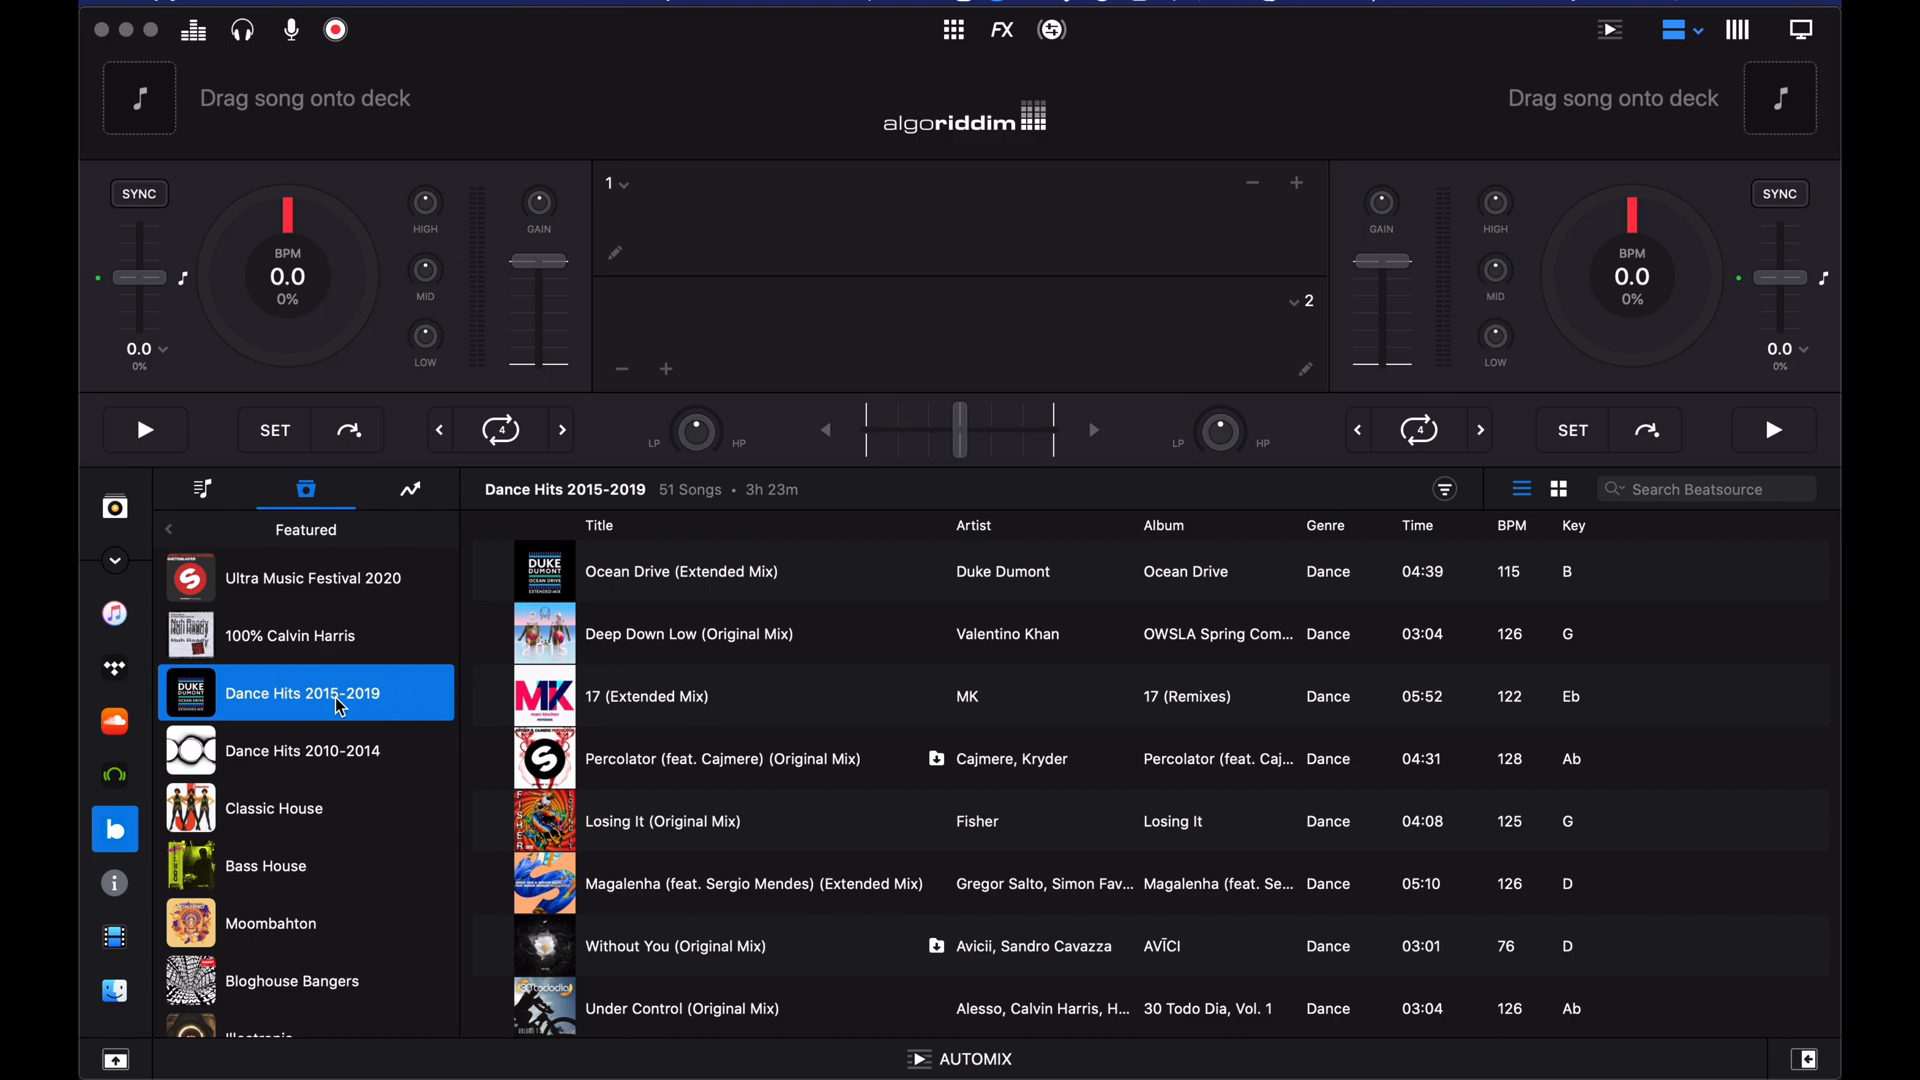 FX
Drag song onto deck
algoriddim
Drag song onto deck
SYNC
BPM
0.0
0%
HIGH
MID
LOW
GAIN
0.0
0%
1
2
GAIN
HIGH
MID
LOW
BPM
0.0
0%
SYNC
0.0
0%
SET
4
LP HP
LP HP
4
SET
Dance Hits 2015-2019 51 Songs • 3h 23m
Search Beatsource
Featured
Ultra Music Festival 2020
100% Calvin Harris
Dance Hits 2015-2019
Dance Hits 2010-2014
Classic House
Bass House
Moombahton
Bloghouse Bangers
Title Artist Album Genre Time BPM Key
DUKE DUMONT Ocean Drive (Extended Mix) Duke Dumont Ocean Drive Dance 04:39 115 B
Deep Down Low (Original Mix) Valentino Khan OWSLA Spring Com... Dance 03:04 126 G
MK 17 (Extended Mix) MK 17 (Remixes) Dance 05:52 122 Eb
Percolator (feat. Cajmere) (Original Mix) Cajmere, Kryder Percolator (feat. Caj... Dance 04:31 128 Ab
Losing It (Original Mix) Fisher Losing It Dance 04:08 125 G
Magalenha (feat. Sergio Mendes) (Extended Mix) Gregor Salto, Simon Fav... Magalenha (feat. Se... Dance 05:10 126 D
Without You (Original Mix) Avicii, Sandro Cavazza AVĪCI Dance 03:01 76 D
Under Control (Original Mix) Alesso, Calvin Harris, H... 30 Todo Dia, Vol. 1 Dance 03:04 126 Ab
AUTOMIX